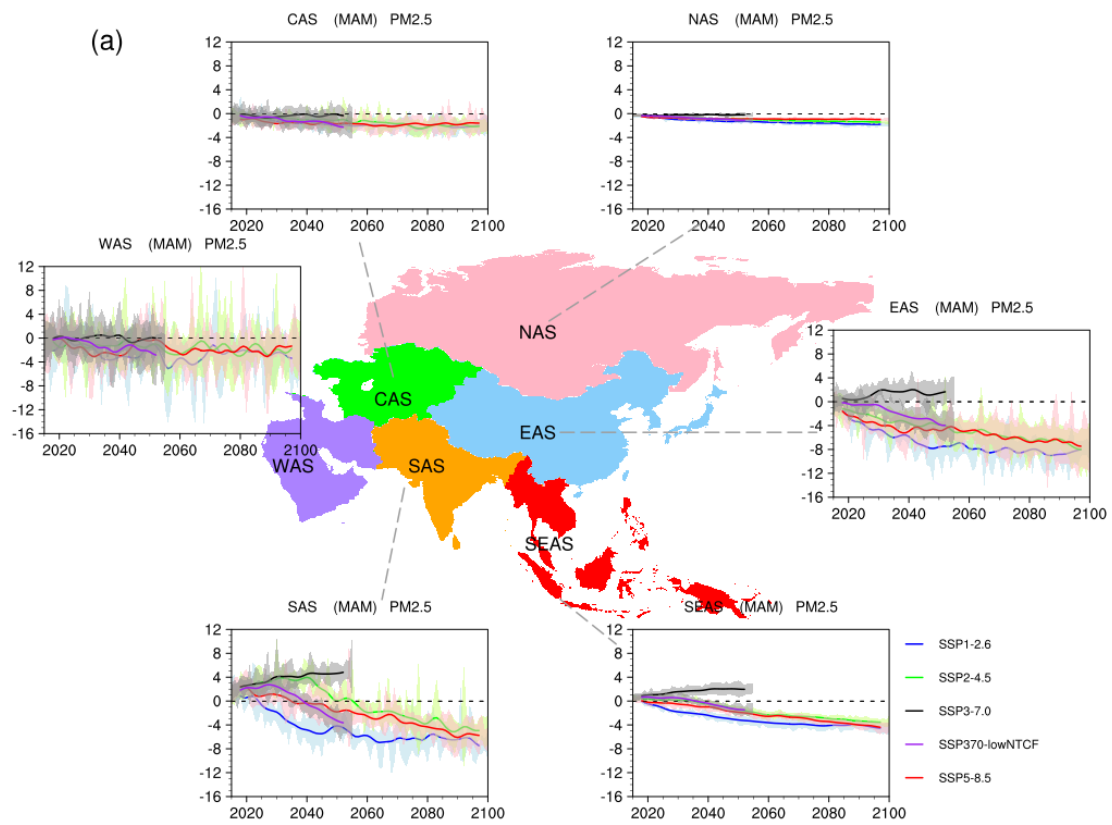 (a)
CAS (MAM) PM2.5
12
8
4
0
-4
-8
-12
-16
2020 2040 2060 2080 2100
NAS (MAM) PM2.5
12
8
4
0
-4
-8
-12
-16
2020 2040 2060 2080 2100
WAS (MAM) PM2.5
12
8
4
0
-4
-8
-12
-16
2020 2040 2060 2080 2100
NAS
CAS
EAS
WAS
SAS
SEAS
EAS (MAM) PM2.5
12
8
4
0
-4
-8
-12
-16
2020 2040 2060 2080 2100
SAS (MAM) PM2.5
12
8
4
0
-4
-8
-12
-16
2020 2040 2060 2080 2100
SEAS (MAM) PM2.5
12
8
4
0
-4
-8
-12
-16
2020 2040 2060 2080 2100
SSP1-2.6
SSP2-4.5
SSP3-7.0
SSP370-lowNTCF
SSP5-8.5